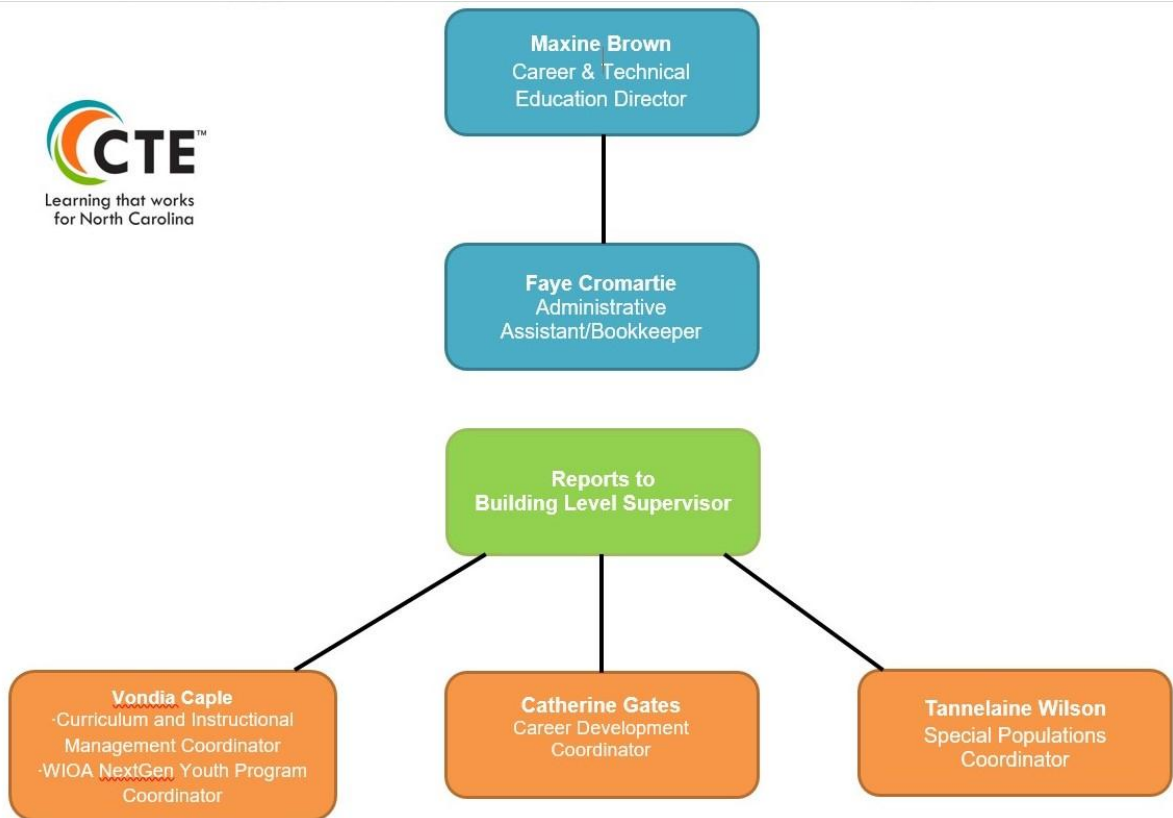 Maxine Brown
Career & Technical
Education Director
CTE™
Learning that works
for North Carolina
Faye Cromartie
Administrative
Assistant/Bookkeeper
Reports to
Building Level Supervisor
Vondia Caple
·Curriculum and Instructional
Management Coordinator
·WIOA NextGen Youth Program
Coordinator
Catherine Gates
Career Development
Coordinator
Tannelaine Wilson
Special Populations
Coordinator